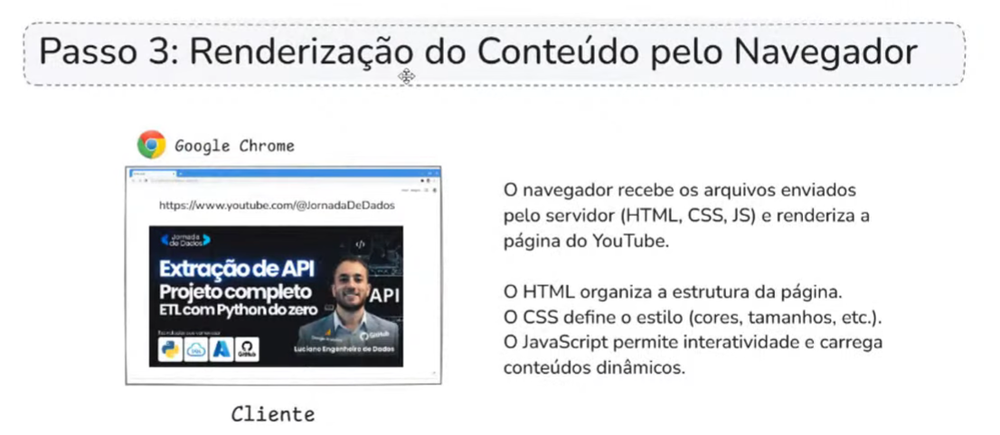 Passo 3: Renderização do Conteúdo pelo Navegador
Google Chrome
https://www.youtube.com/@JornadaDeDados
Jornada
de Dados
Extração de API
Projeto completo
ETL com Python do zero
API
GitHub
GitHub
Luciano Engenheiro de Dados
Cliente
O navegador recebe os arquivos enviados
pelo servidor (HTML, CSS, JS) e renderiza a
página do YouTube.
O HTML organiza a estrutura da página.
O CSS define o estilo (cores, tamanhos, etc.).
O JavaScript permite interatividade e carrega
conteúdos dinâmicos.